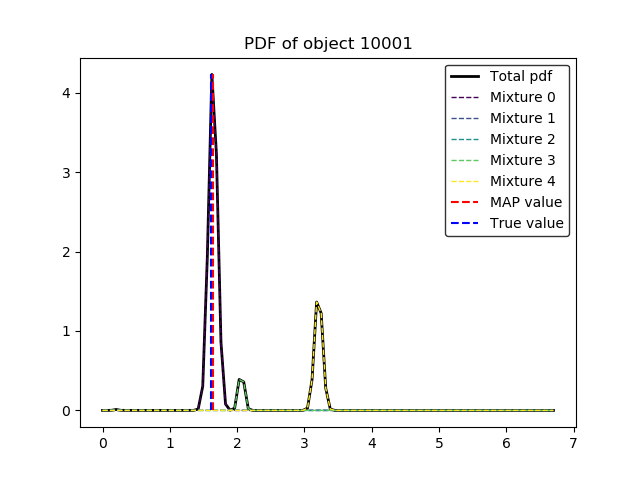 PDF of object 10001
Total pdf
Mixture 0
Mixture 1
Mixture 2
Mixture 3
Mixture 4
MAP value
True value
4
3
2
1
0
0 1 2 3 4 5 6 7